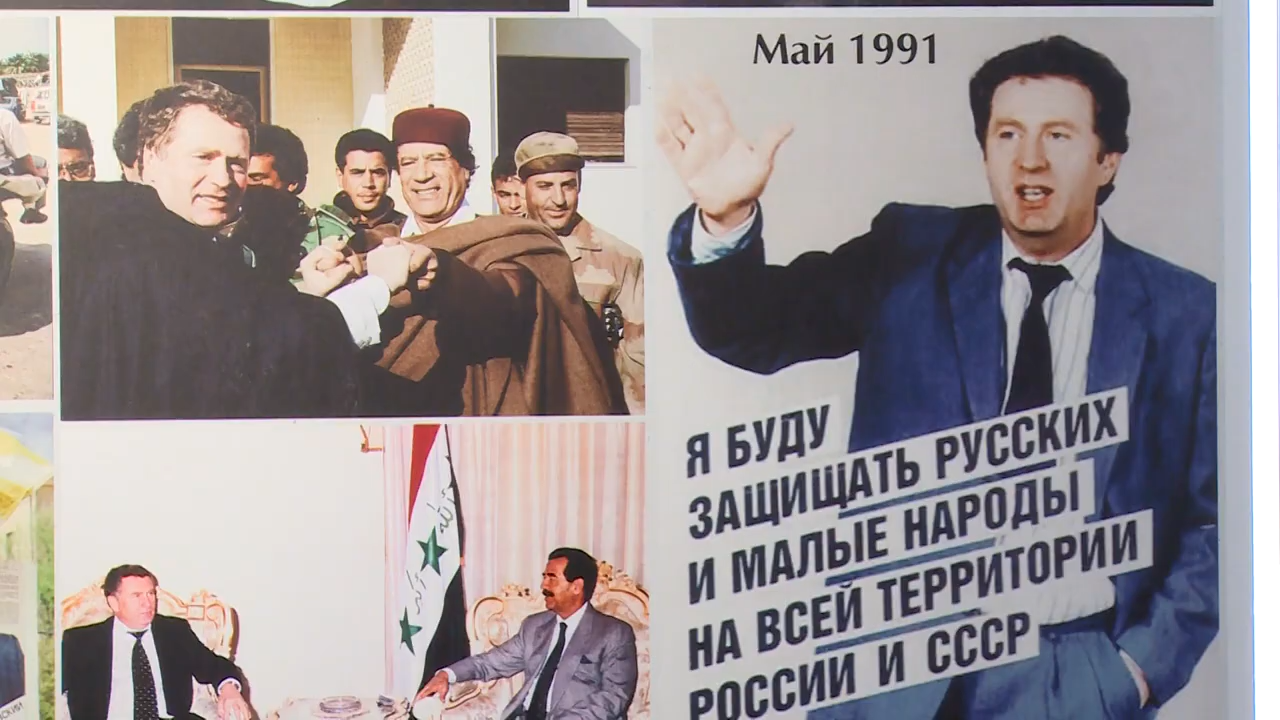 Май 1991
Я БУДУ
ЗАЩИЩАТЬ РУССКИХ
И МАЛЫЕ НАРОДЫ
НА ВСЕЙ ТЕРРИТОРИИ
РОССИИ И СССР